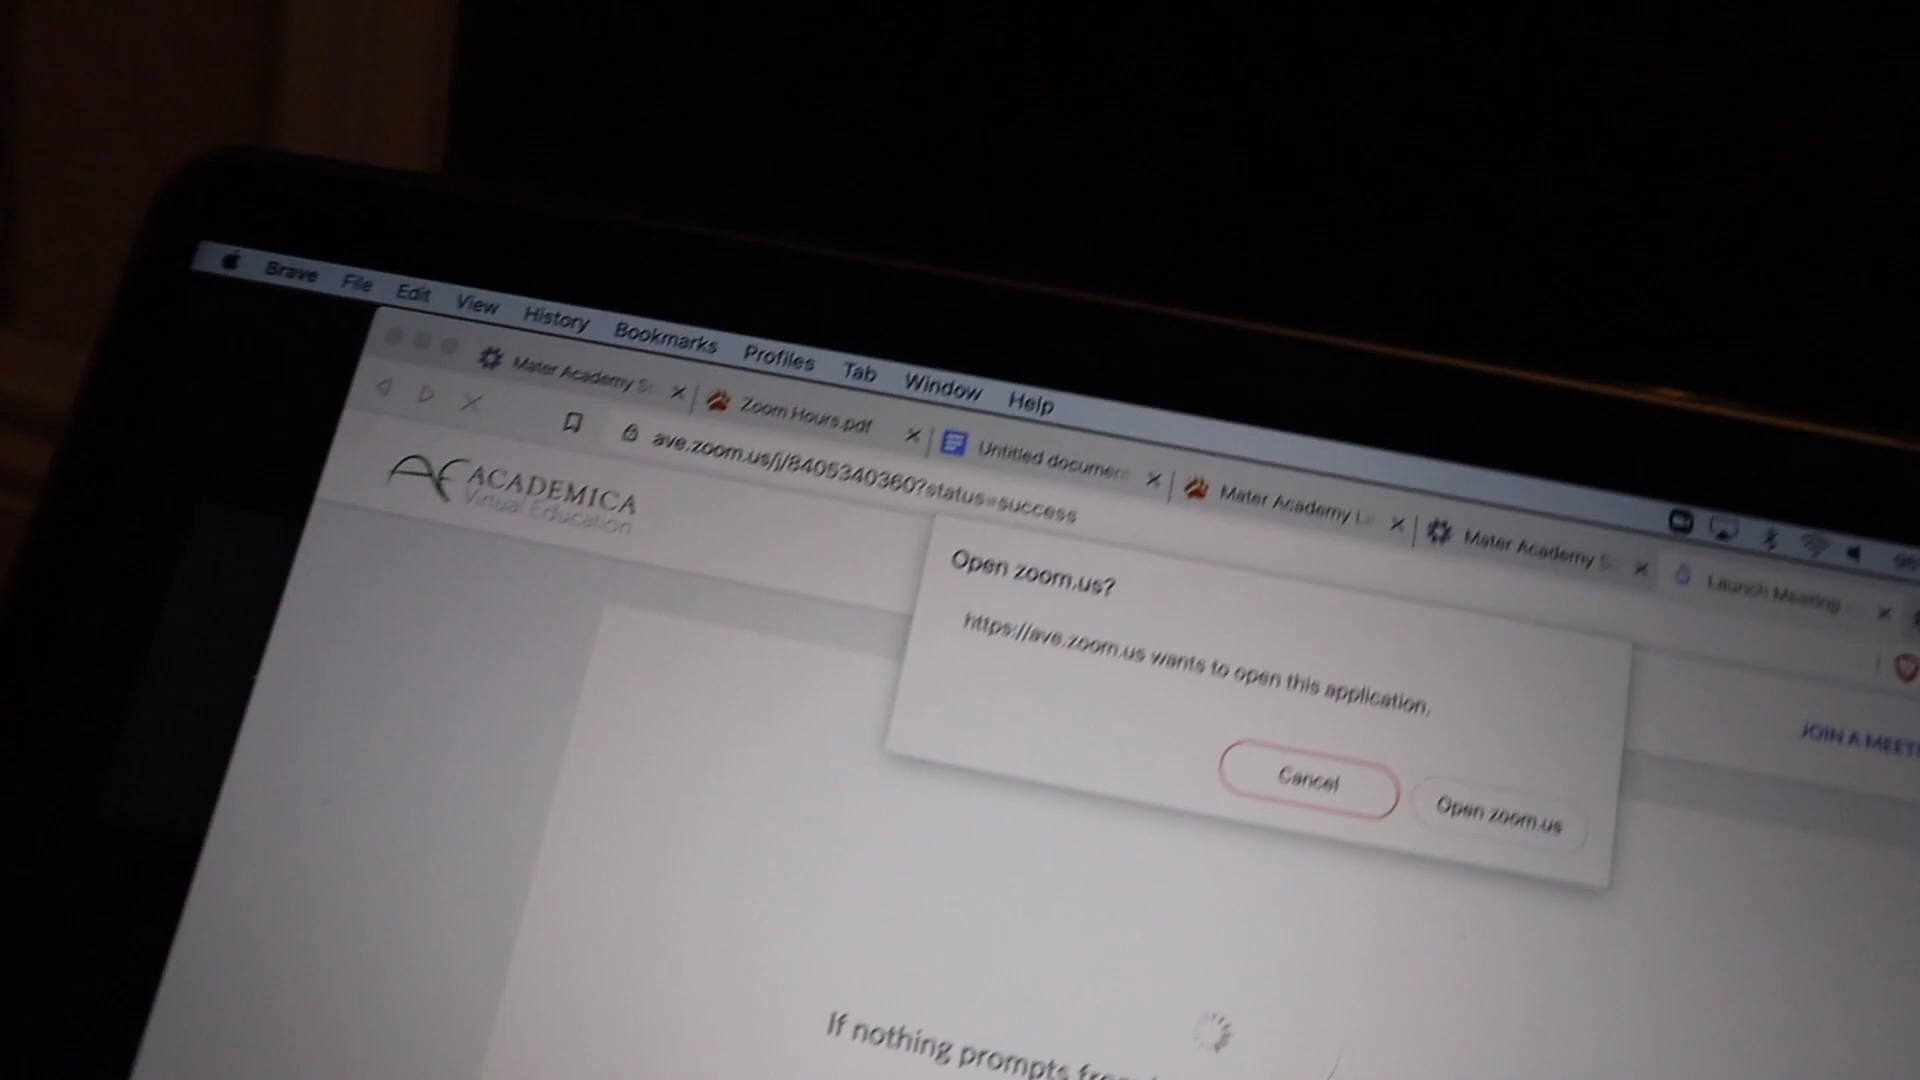 Brave File Edit View History Bookmarks Profiles Tab Window Help
Mater Academy
Zoom Hours.pdf
Untitled documen
Mater Academy L
Mater Academy
Launch Meeting
ave.zoom.us/j/8405340360?status=success
ACADEMICA
Virtual Education
Open zoom.us?
https://ave.zoom.us wants to open this application.
JOIN A MEET
Cancel
Open zoom.us
If nothing prompts